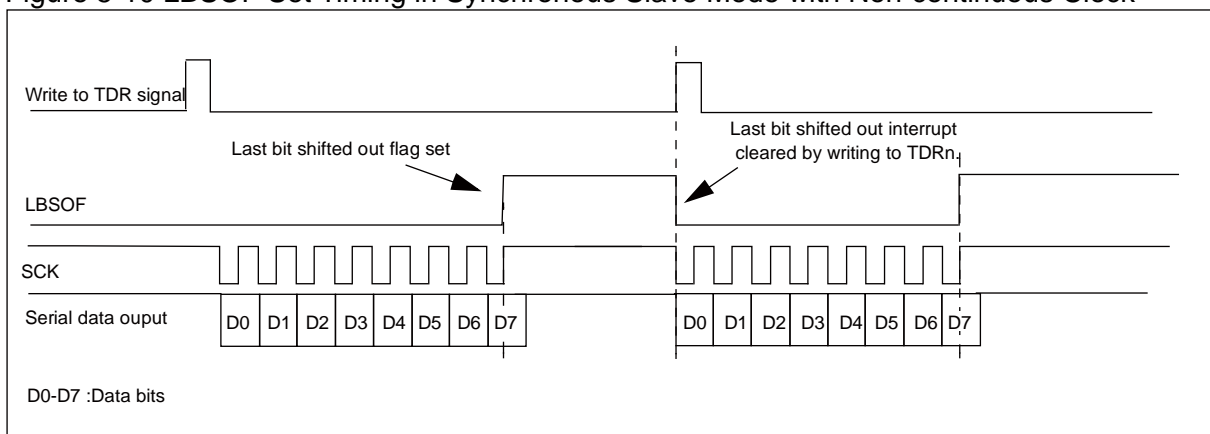 Figure 5-10 LBSOF Set Timing in Synchronous Slave Mode with Non-continuous Clock
Write to TDR signal
Last bit shifted out flag set
Last bit shifted out interrupt
cleared by writing to TDRn.
LBSOF
SCK
Serial data ouput
D0 D1 D2 D3 D4 D5 D6 D7 D0 D1 D2 D3 D4 D5 D6 D7
D0-D7 :Data bits